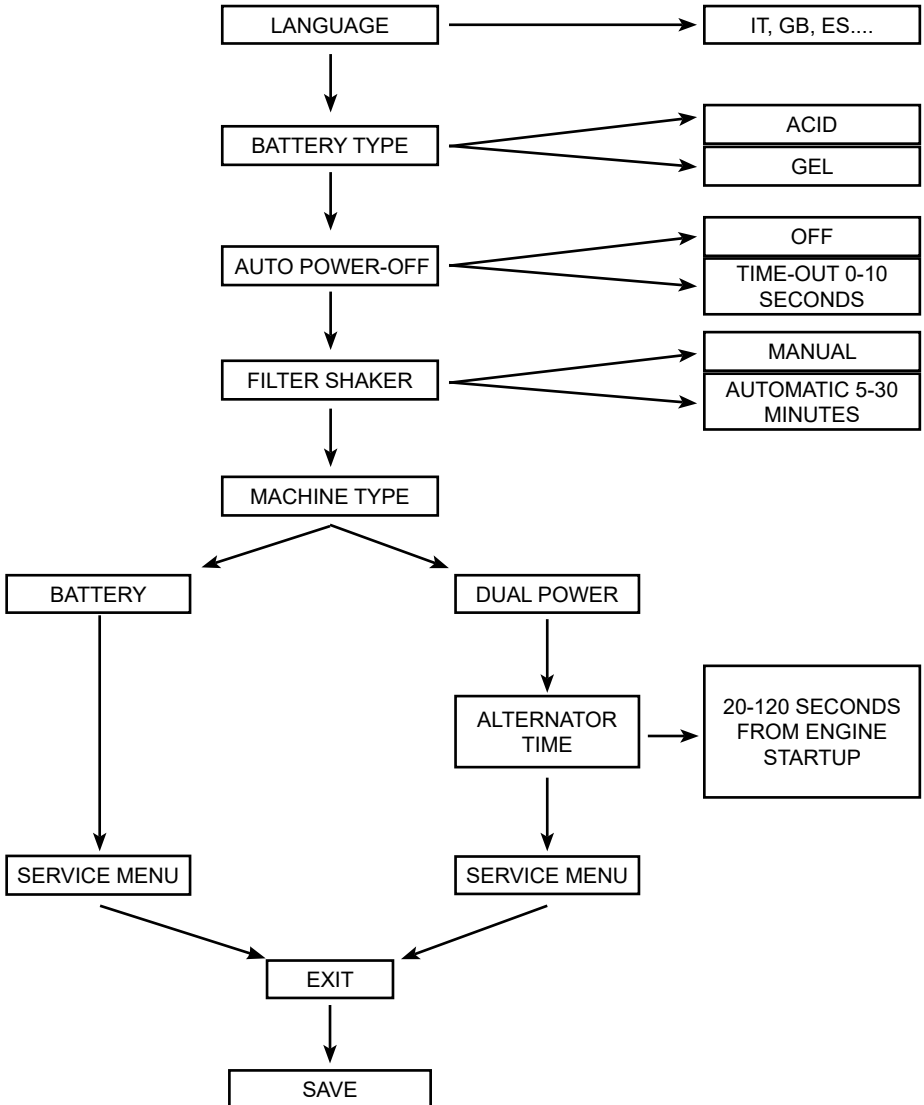 LANGUAGE
IT, GB, ES....
BATTERY TYPE
ACID
GEL
AUTO POWER-OFF
OFF
TIME-OUT 0-10
SECONDS
FILTER SHAKER
MANUAL
AUTOMATIC 5-30
MINUTES
MACHINE TYPE
BATTERY
DUAL POWER
ALTERNATOR
TIME
20-120 SECONDS
FROM ENGINE
STARTUP
SERVICE MENU
SERVICE MENU
EXIT
SAVE